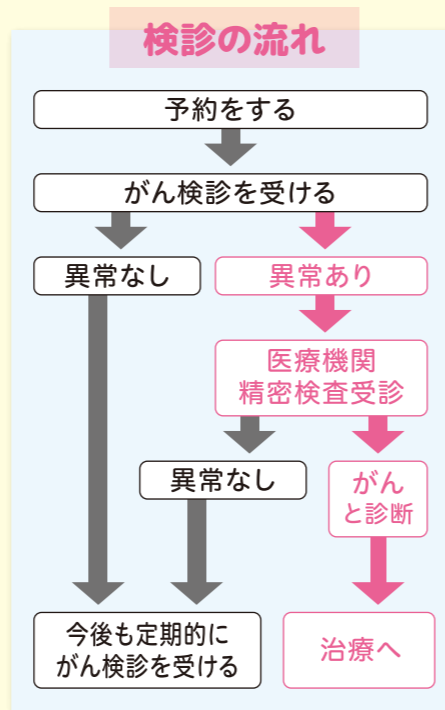 検診の流れ
予約をする
がん検診を受ける
異常なし
異常あり
医療機関
精密検査受診
異常なし
がん
と診断
今後も定期的に
がん検診を受ける
治療へ